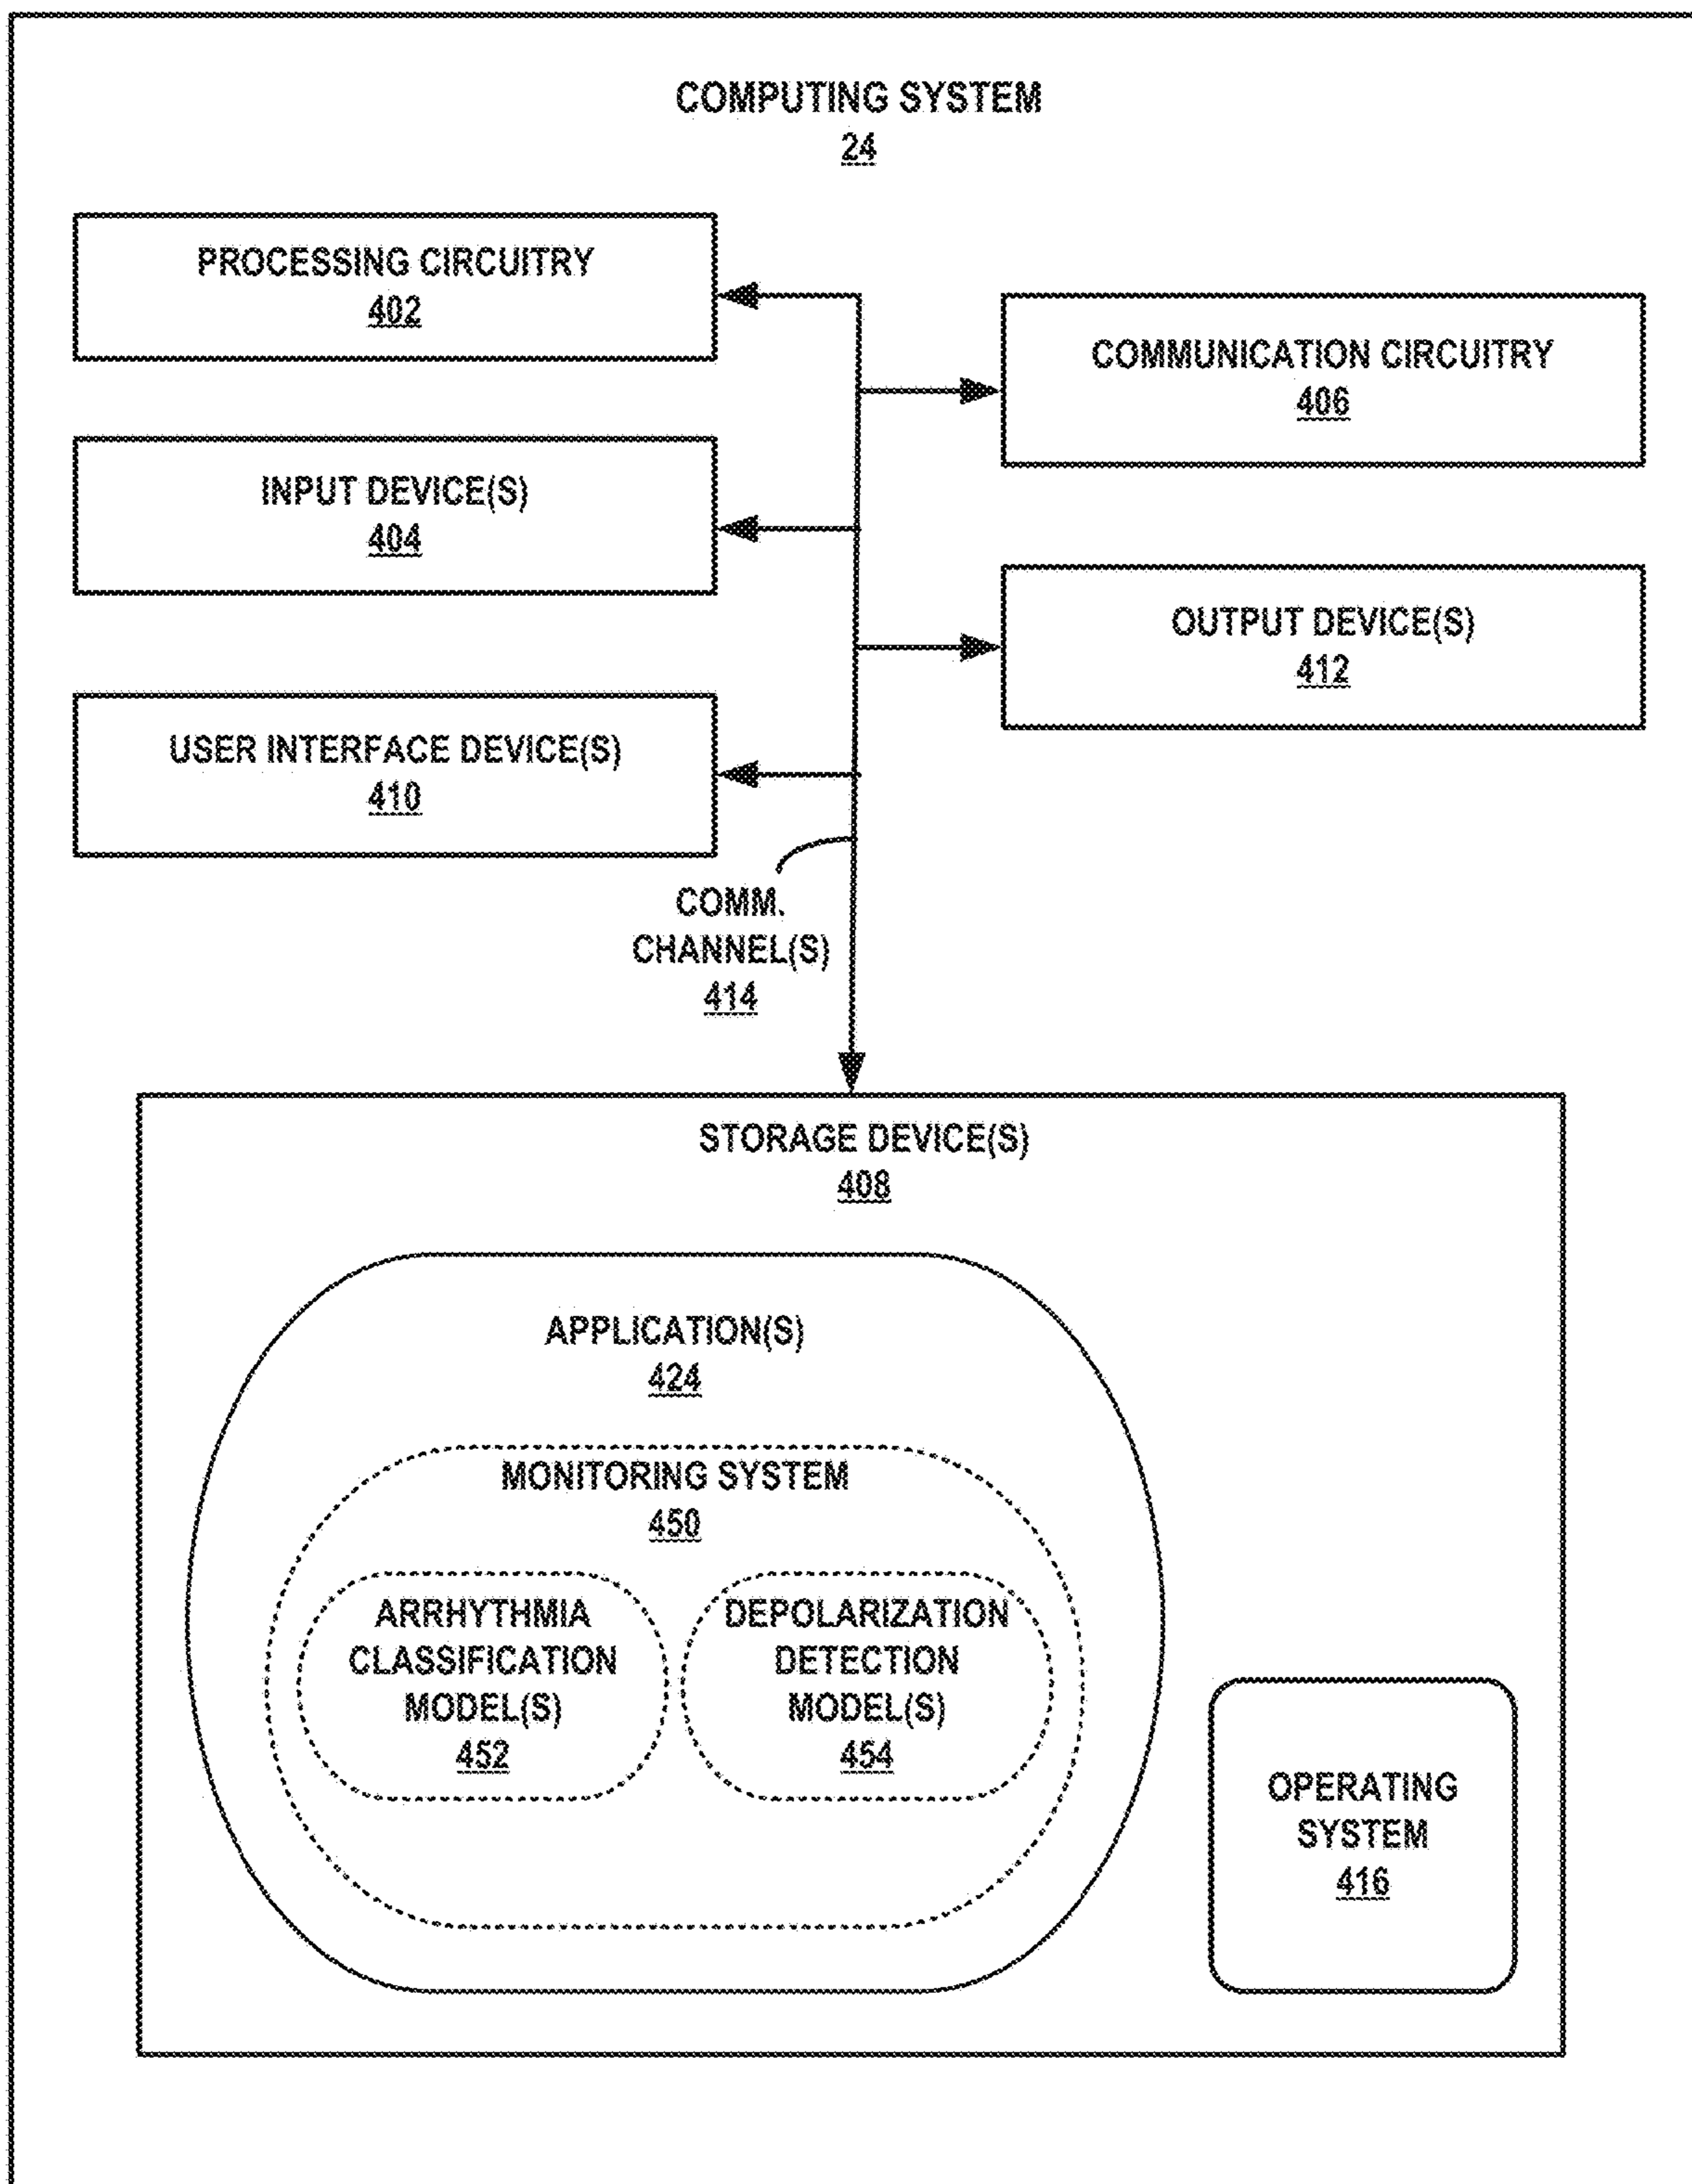 COMPUTING SYSTEM
24
PROCESSING CIRCUITRY
402
COMMUNICATION CIRCUITRY
406
INPUT DEVICE(S)
404
OUTPUT DEVICE(S)
412
USER INTERFACE DEVICE(S)
410
COMM.
CHANNEL(S)
414
STORAGE DEVICE(S)
408
APPLICATION(S)
424
MONITORING SYSTEM
450
ARRHYTHMIA
CLASSIFICATION
MODEL(S)
452
DEPOLARIZATION
DETECTION
MODEL(S)
454
OPERATING
SYSTEM
416